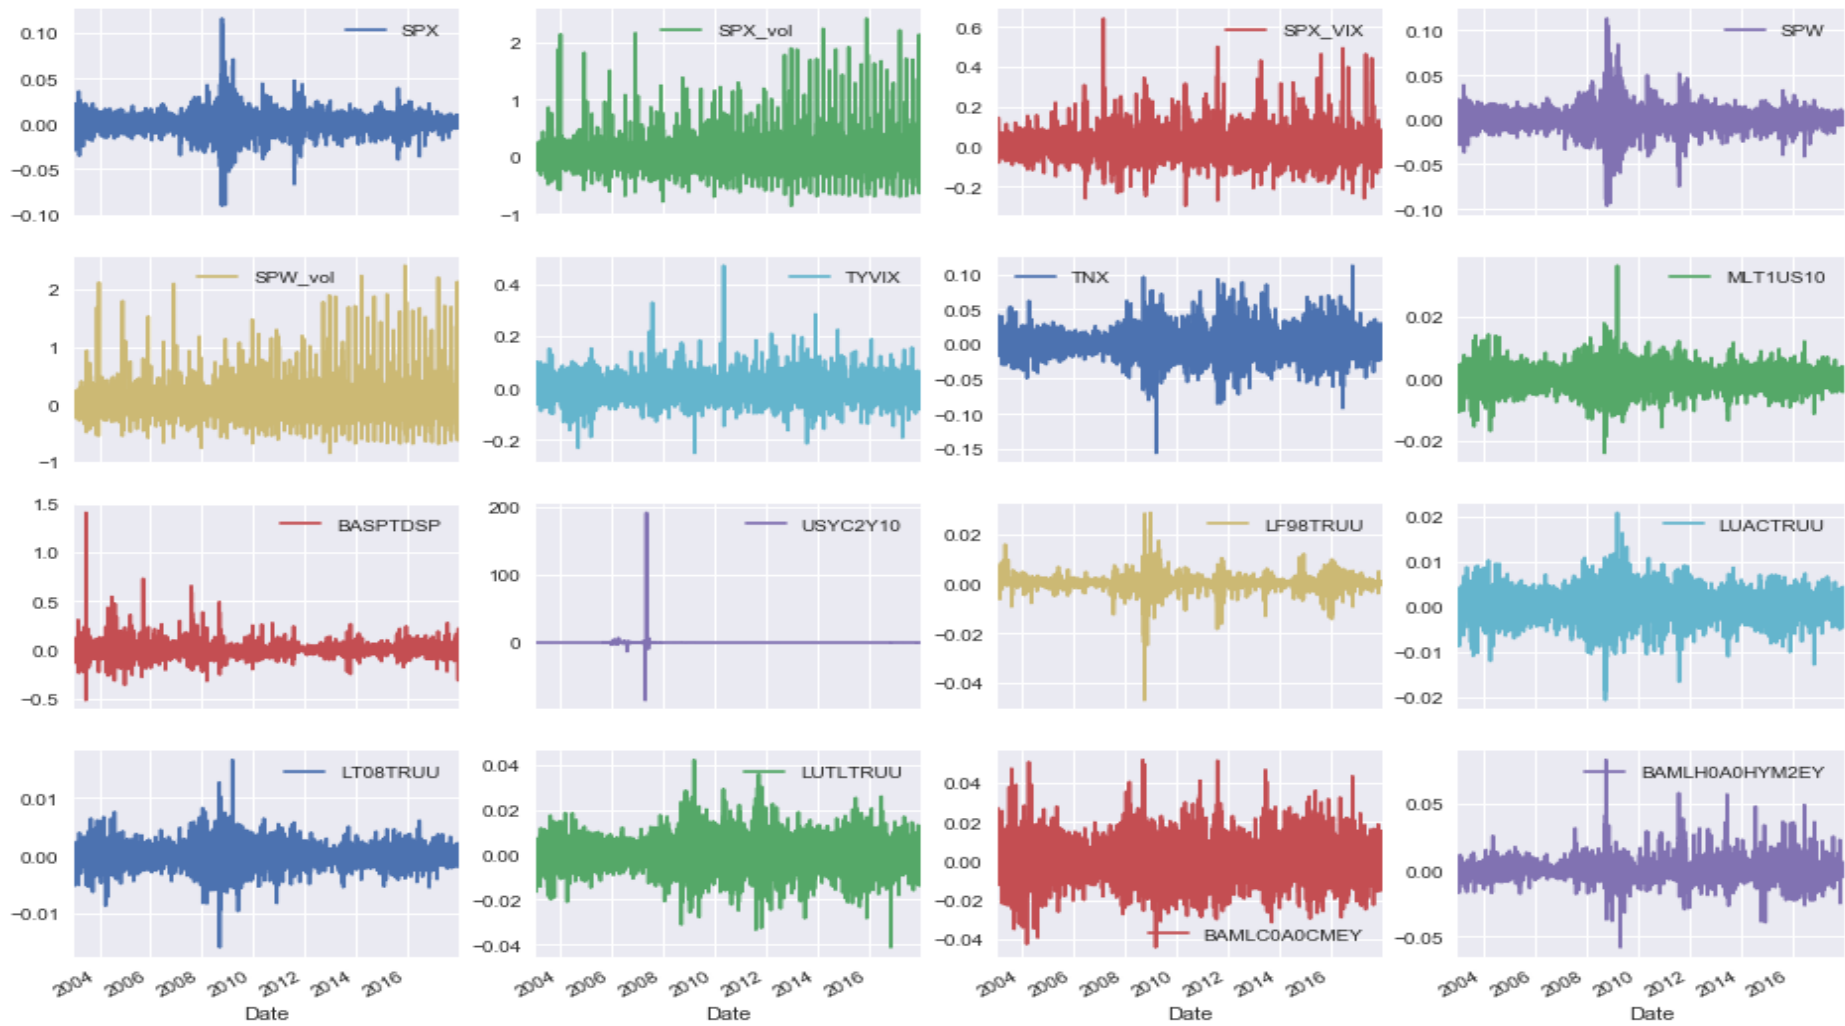 SPX
0.10
0.05
0.00
−0.05
−0.10
SPX_vol
2
1
0
−1
SPX_VIX
0.6
0.4
0.2
0.0
−0.2
SPW
0.10
0.05
0.00
−0.05
−0.10
SPW_vol
2
1
0
−1
TYVIX
0.4
0.2
0.0
−0.2
TNX
0.10
0.05
0.00
−0.05
−0.10
−0.15
MLT1US10
0.02
0.00
−0.02
BASPTDSP
1.5
1.0
0.5
0.0
−0.5
USYC2Y10
200
100
0
LF98TRUU
0.02
0.00
−0.02
−0.04
LUACTRUU
0.02
0.01
0.00
−0.01
−0.02
LT08TRUU
0.01
0.00
−0.01
2004 2006 2008 2010 2012 2014 2016
Date
LUTLTRUU
0.04
0.02
0.00
−0.02
−0.04
2004 2006 2008 2010 2012 2014 2016
Date
0.04
0.02
0.00
−0.02
−0.04
BAMLC0A0CMEY
2004 2006 2008 2010 2012 2014 2016
Date
BAMLH0A0HYM2EY
0.05
0.00
−0.05
2004 2006 2008 2010 2012 2014 2016
Date